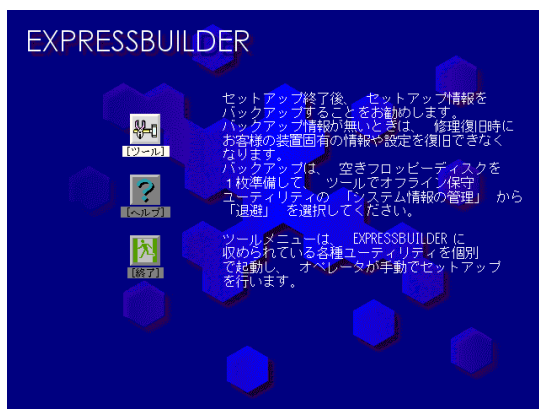 EXPRESSBUILDER
セットアップ終了後、 セットアップ情報を
バックアップすることをお勧めします。
バックアップ情報が無いときは、 修理復旧時に
お客様の装置固有の情報や設定を復旧できなく
なります。
バックアップは、 空きフロッピーディスクを
1枚準備して、 ツールでオフライン保守
ユーティリティの 「システム情報の管理」 から
「退避」 を選択してください。
ツールメニューは、 EXPRESSBUILDER に
収められている各種ユーティリティを個別
で起動し、 オペレータが手動でセットアップ
を行います。
[ツール]
[ヘルプ]
[終了]